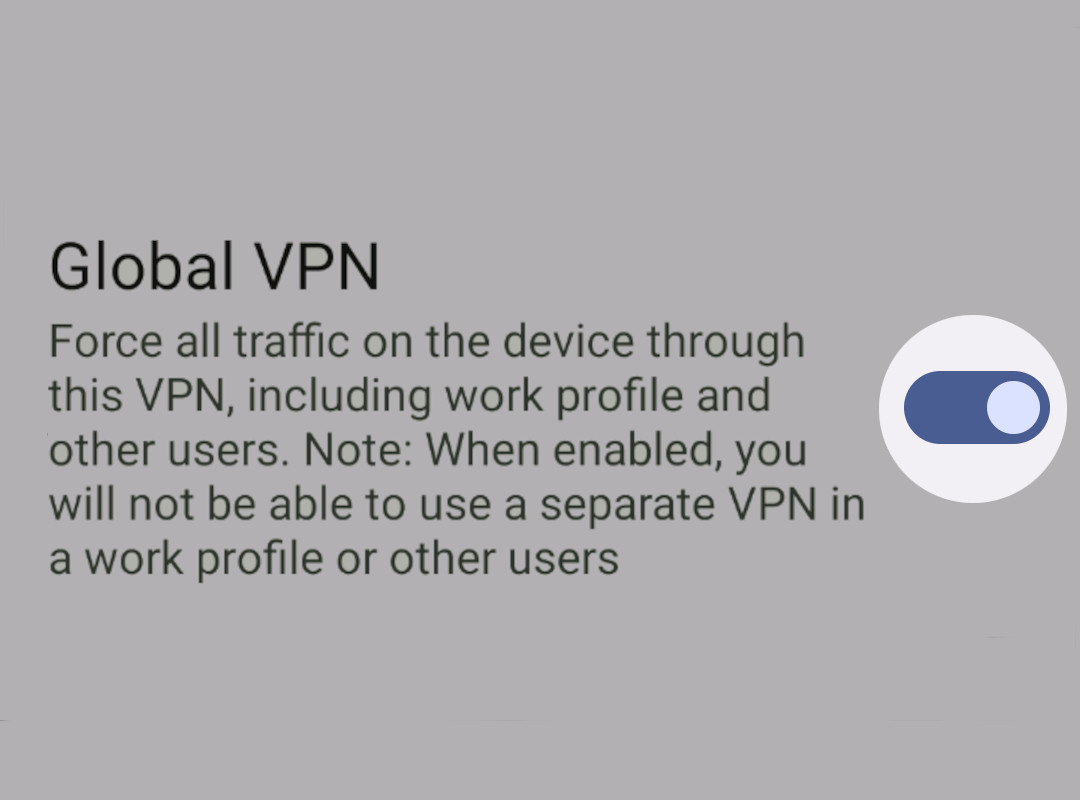 Global VPN
Force all traffic on the device through
this VPN, including work profile and
other users. Note: When enabled, you
will not be able to use a separate VPN in
a work profile or other users